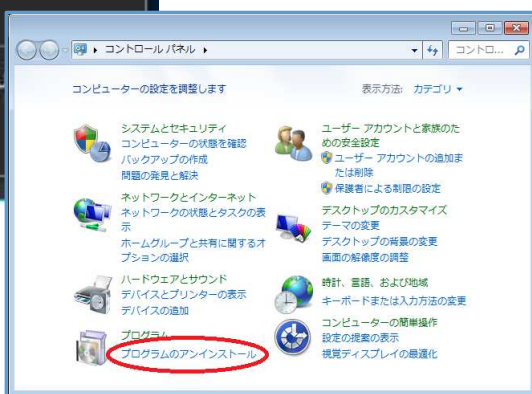 コントロール パネル
コントロ...
コンピューターの設定を調整します
表示方法: カテゴリ
システムとセキュリティ
コンピューターの状態を確認
バックアップの作成
問題の発見と解決
ネットワークとインターネット
ネットワークの状態とタスクの表
示
ホームグループと共有に関するオ
プションの選択
ハードウェアとサウンド
デバイスとプリンターの表示
デバイスの追加
プログラム
プログラムのアンインストール
ユーザー アカウントと家族のた
めの安全設定
ユーザー アカウントの追加ま
たは削除
保護者による制限の設定
デスクトップのカスタマイズ
テーマの変更
デスクトップの背景の変更
画面の解像度の調整
時計、言語、および地域
キーボードまたは入力方法の変更
コンピューターの簡単操作
設定の提案の表示
視覚ディスプレイの最適化